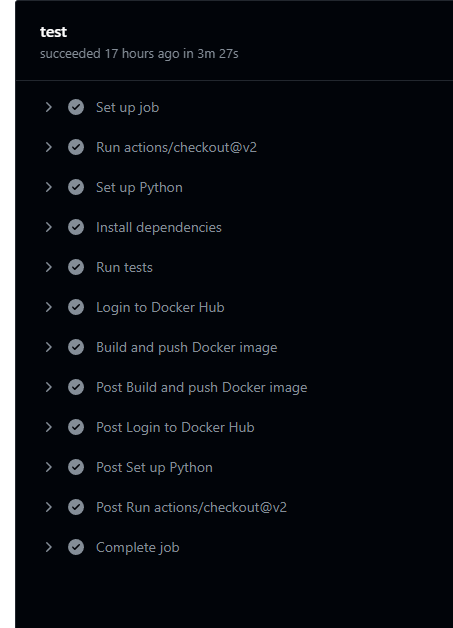 test
succeeded 17 hours ago in 3m 27s
Set up job
Run actions/checkout@v2
Set up Python
Install dependencies
Run tests
Login to Docker Hub
Build and push Docker image
Post Build and push Docker image
Post Login to Docker Hub
Post Set up Python
Post Run actions/checkout@v2
Complete job